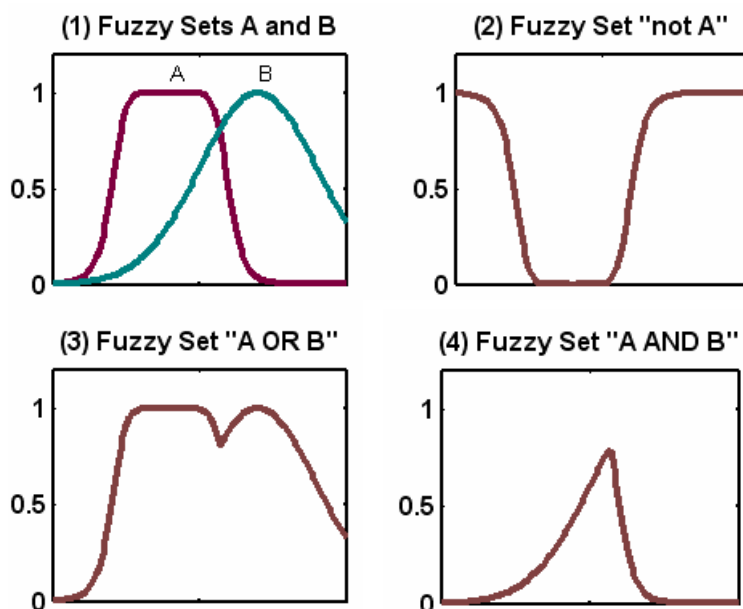 (1) Fuzzy Sets A and B
A B
1
0.5
0
(2) Fuzzy Set "not A"
1
0.5
0
(3) Fuzzy Set "A OR B"
1
0.5
0
(4) Fuzzy Set "A AND B"
1
0.5
0